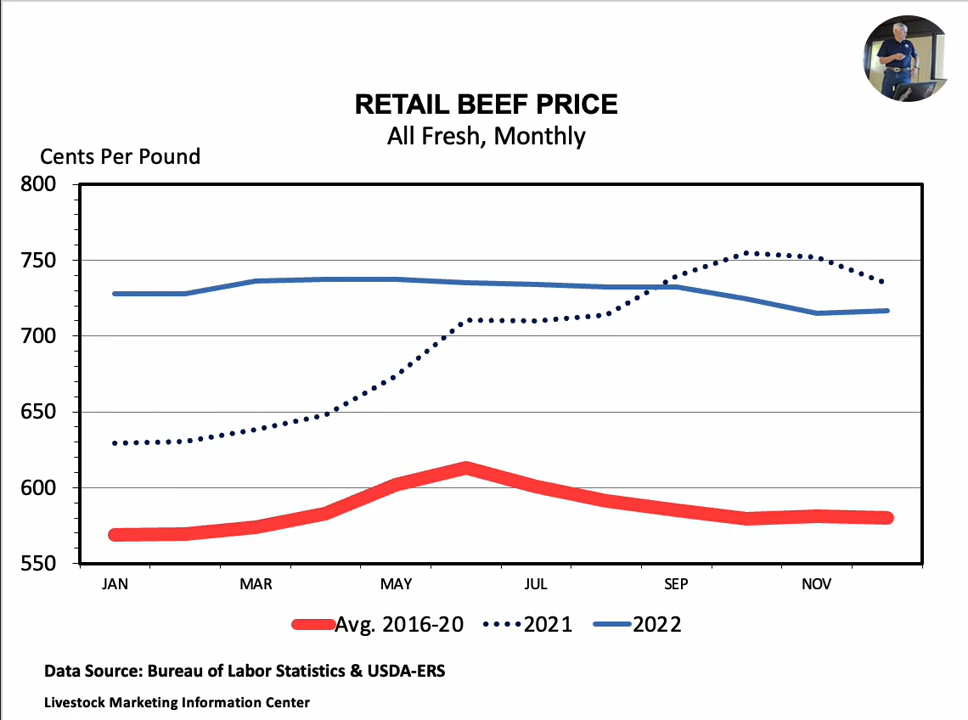 RETAIL BEEF PRICE
All Fresh, Monthly
Cents Per Pound
800
750
700
650
600
550
JAN MAR MAY JUL SEP NOV
Avg. 2016-20 2021 2022
Data Source: Bureau of Labor Statistics & USDA-ERS
Livestock Marketing Information Center